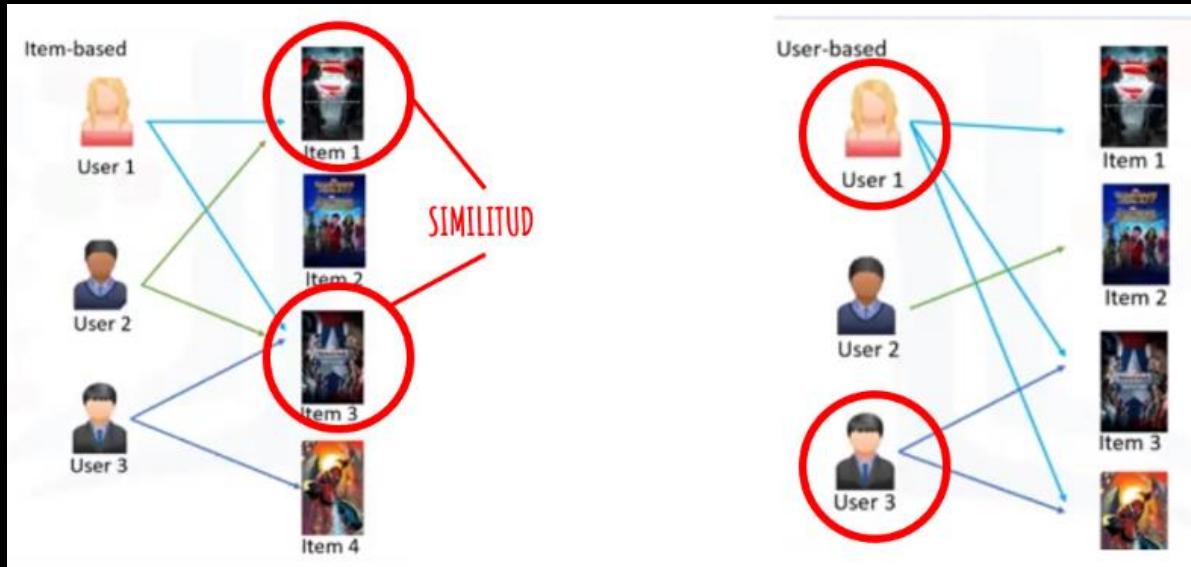 Item-based
User 1
User 2
User 3
Item 1
Item 2
Item 3
Item 4
SIMILITUD
User-based
User 1
User 2
User 3
Item 1
Item 2
Item 3